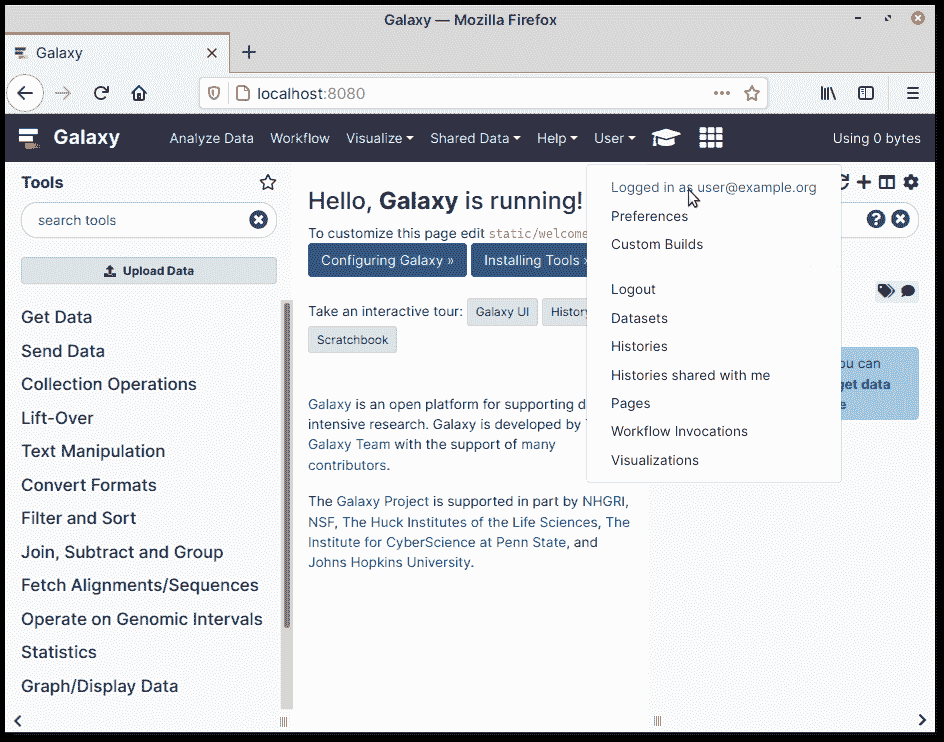 Galaxy — Mozilla Firefox
Galaxy
localhost:8080
Galaxy
Analyze Data Workflow Visualize Shared Data Help User Using 0 bytes
Tools
search tools
Upload Data
Get Data
Send Data
Collection Operations
Lift-Over
Text Manipulation
Convert Formats
Filter and Sort
Join, Subtract and Group
Fetch Alignments/Sequences
Operate on Genomic Intervals
Statistics
Graph/Display Data
Hello, Galaxy is running!
To customize this page edit static/welcome
Configuring Galaxy » Installing Tools »
Take an interactive tour: Galaxy UI History
Scratchbook
Galaxy is an open platform for supporting d
intensive research. Galaxy is developed by
Galaxy Team with the support of many
contributors.
The Galaxy Project is supported in part by NHGRI,
NSF, The Huck Institutes of the Life Sciences, The
Institute for CyberScience at Penn State, and
Johns Hopkins University.
Logged in as user@example.org
Preferences
Custom Builds
Logout
Datasets
Histories
Histories shared with me
Pages
Workflow Invocations
Visualizations
ou can
get data
e